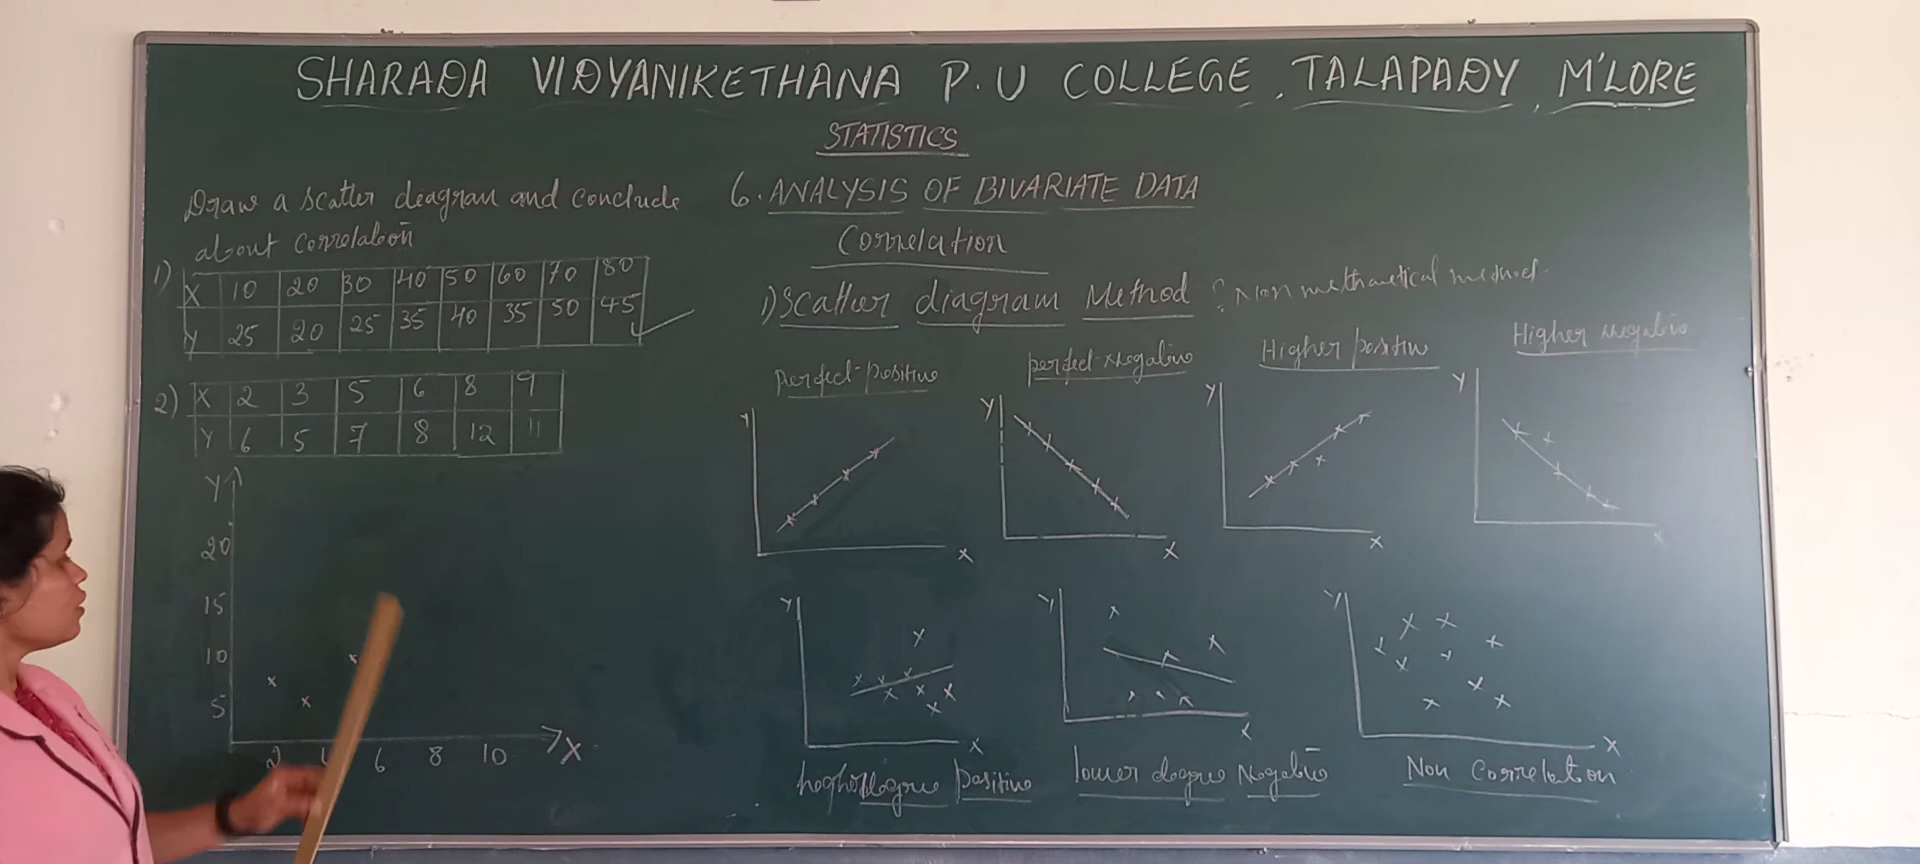 SHARADA VIDYANIKETHANA P.U COLLEGE, TALAPADY, M'LORE
STATISTICS
6. ANALYSIS OF BIVARIATE DATA
Correlation
1) Scatter diagram Method :
Draw a scatter deagram and conclude
about Correlation
1) X 10 20 30 40 50 60 70 80
Y 25 20 25 35 40 35 50 45
2) X 2 3 5 6 8 9
Y 6 5 7 8 12 11
Y
20
15
10
5
2 4 6 8 10 X
Perfect-positive
Y
X
perfect-negative
Y
X
Higher positive
Y
X
Higher negative
Y
X
Y
X
degree positive
Y
X
lower degree Negative
Y
X
Non Correlation